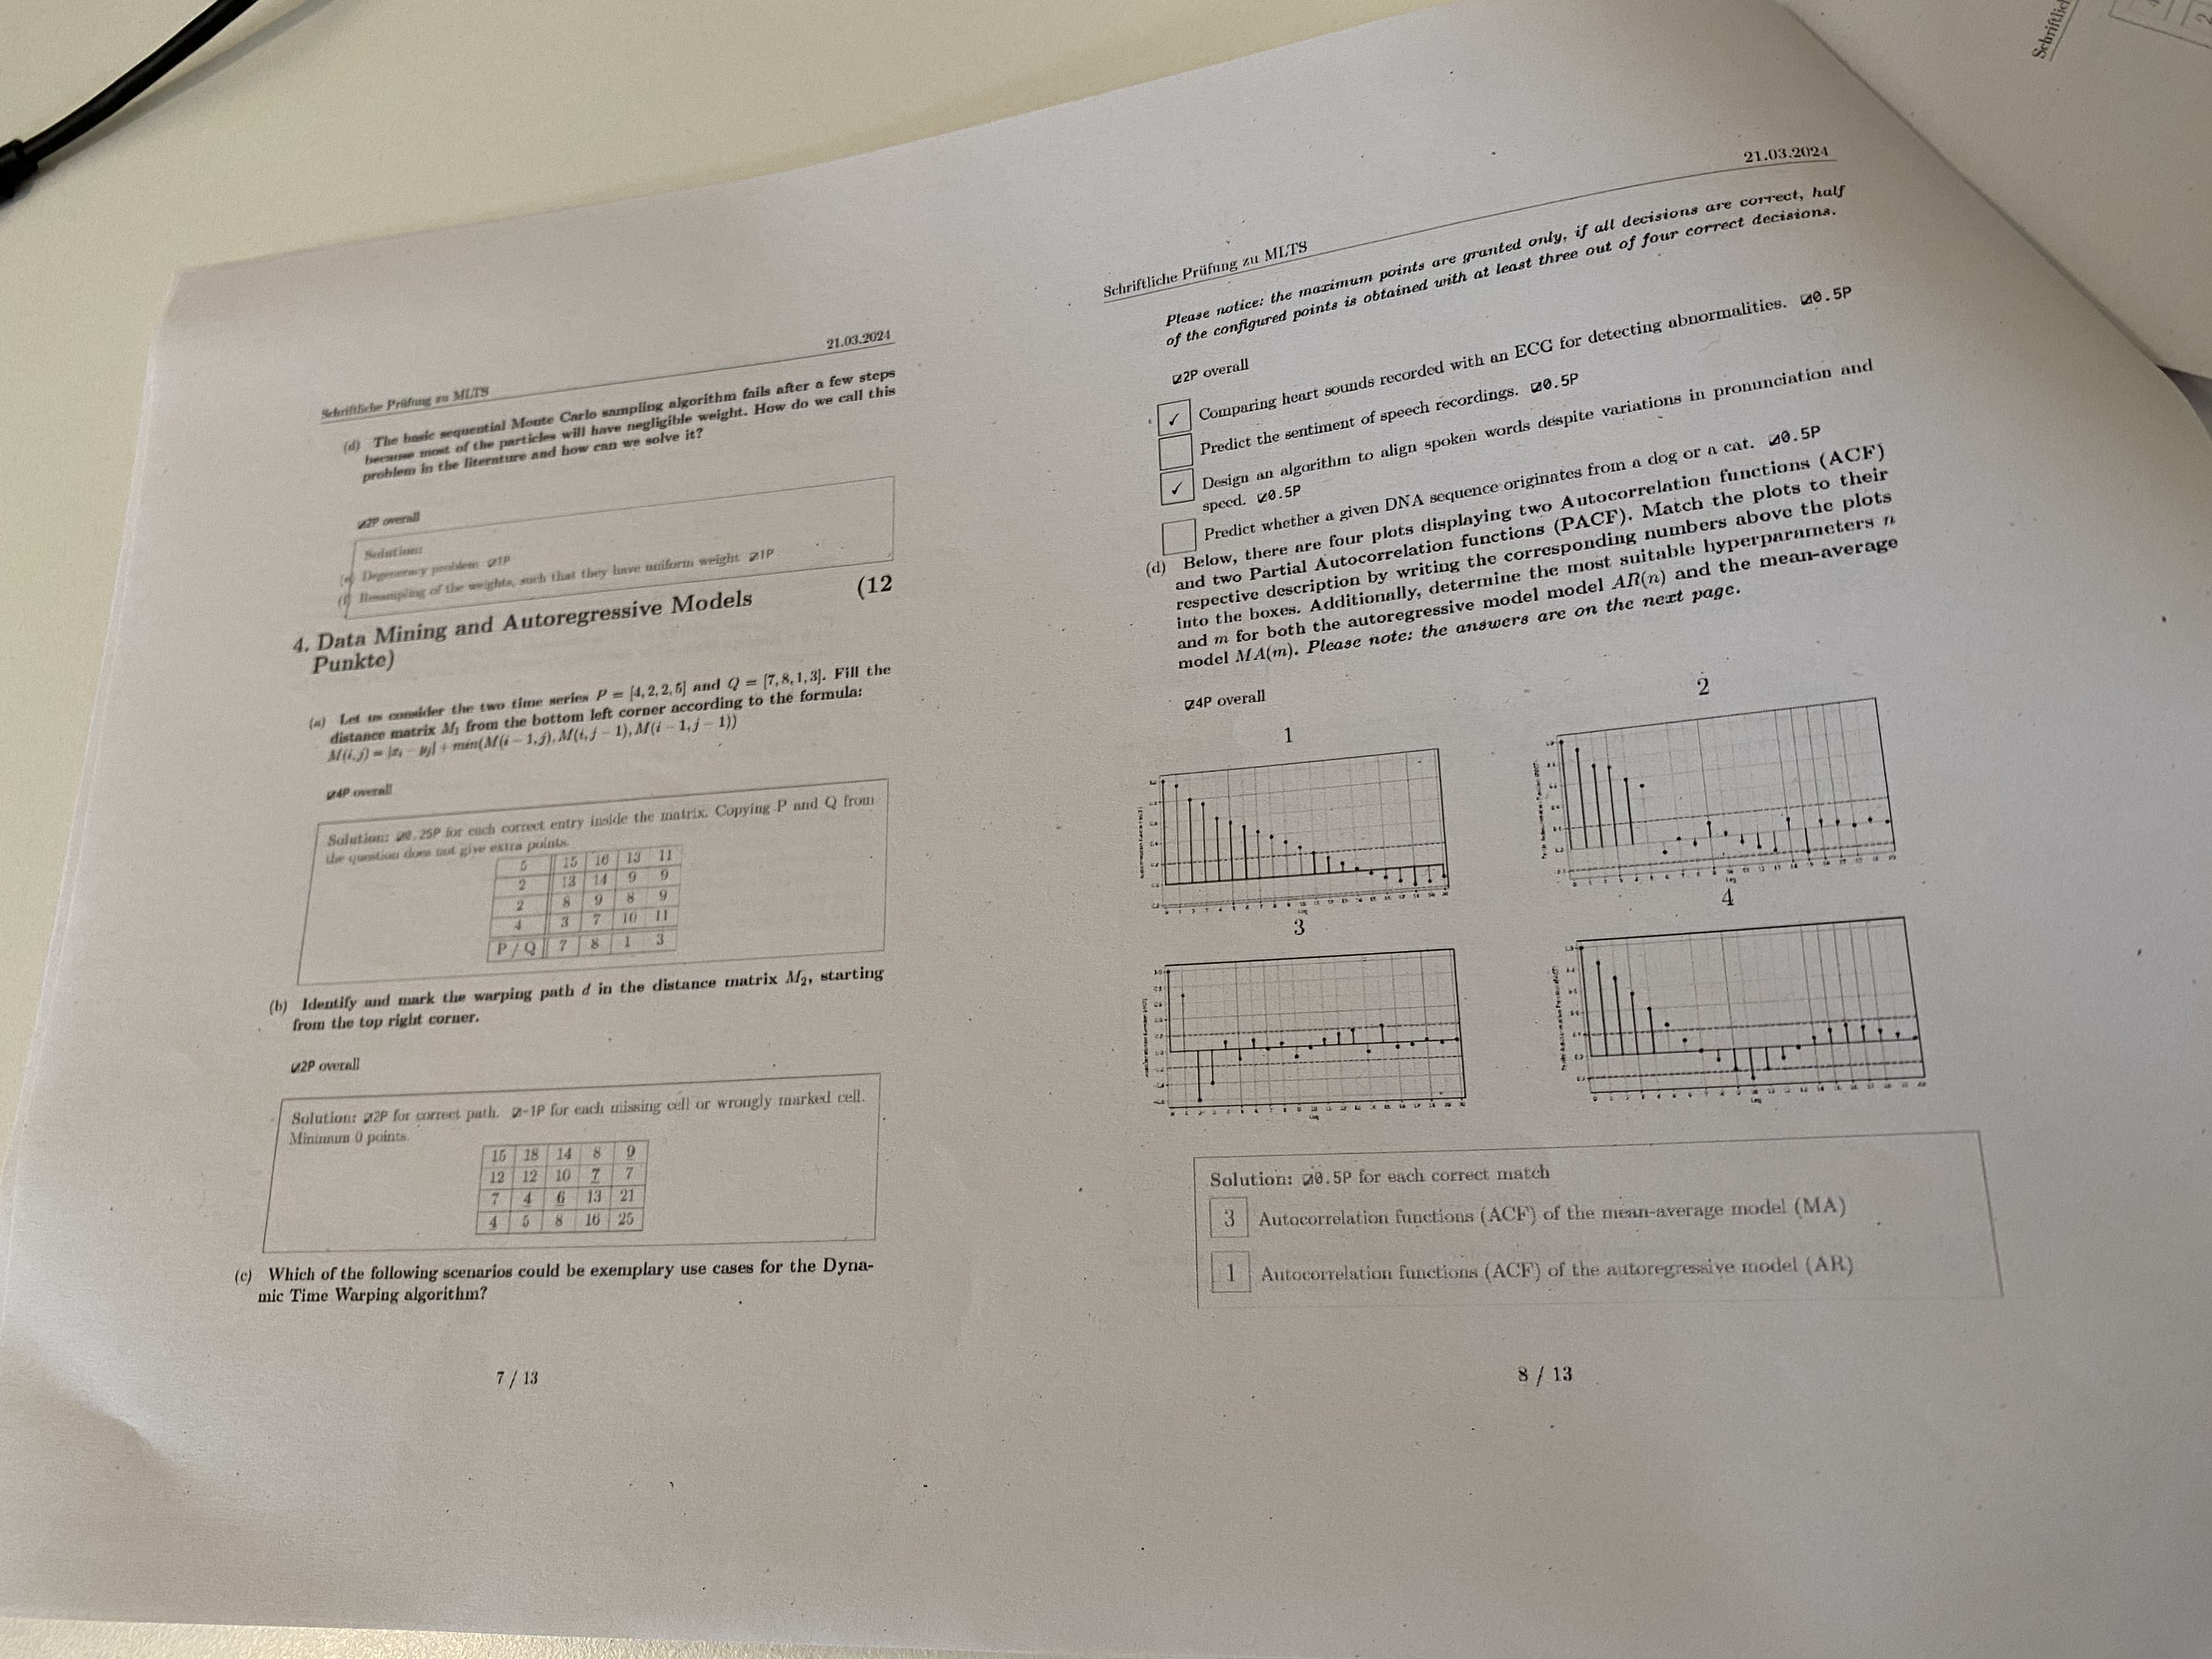 Schriftliche Prüfung zu MLTS
21.03.2024
(d) The basic sequential Monte Carlo sampling algorithm fails after a few steps
because most of the particles will have negligible weight. How do we call this
problem in the literature and how can we solve it?
☑2P overall
Solution:
(e) Degeneracy problem ☑1P
(f) Resampling of the weights, such that they have uniform weight ☑1P
4. Data Mining and Autoregressive Models (12
Punkte)
(a) Let us consider the two time series P = [4, 2, 2, 5] and Q = [7, 8, 1, 3]. Fill the
distance matrix M₁ from the bottom left corner according to the formula:
M(i, j) = |xᵢ − yⱼ| + min(M(i − 1, j), M(i, j − 1), M(i − 1, j − 1))
☑4P overall
Solution: ☑0.25P for each correct entry inside the matrix. Copying P and Q from
the question does not give extra points.
5 15 16 13 11
2 13 14 9 9
2 8 9 8 9
4 3 7 10 11
P / Q 7 8 1 3
(b) Identify and mark the warping path d in the distance matrix M₂, starting
from the top right corner.
☑2P overall
Solution: ☑2P for correct path. ☑-1P for each missing cell or wrongly marked cell.
Minimum 0 points.
15 18 14 8 9
12 12 10 7 7
7 4 6 13 21
4 5 8 16 25
(c) Which of the following scenarios could be exemplary use cases for the Dyna-
mic Time Warping algorithm?
7 / 13
Schriftliche Prüfung zu MLTS
21.03.2024
Please notice: the maximum points are granted only, if all decisions are correct, half
of the configured points is obtained with at least three out of four correct decisions.
☑2P overall
✓ Comparing heart sounds recorded with an ECG for detecting abnormalities. ☑0.5P
Predict the sentiment of speech recordings. ☑0.5P
✓ Design an algorithm to align spoken words despite variations in pronunciation and
speed. ☑0.5P
Predict whether a given DNA sequence originates from a dog or a cat. ☑0.5P
(d) Below, there are four plots displaying two Autocorrelation functions (ACF)
and two Partial Autocorrelation functions (PACF). Match the plots to their
respective description by writing the corresponding numbers above the plots
into the boxes. Additionally, determine the most suitable hyperparameters n
and m for both the autoregressive model model AR(n) and the mean-average
model MA(m). Please note: the answers are on the next page.
☑4P overall
1
2
3
4
Solution: ☑0.5P for each correct match
3 Autocorrelation functions (ACF) of the mean-average model (MA)
1 Autocorrelation functions (ACF) of the autoregressive model (AR)
8 / 13